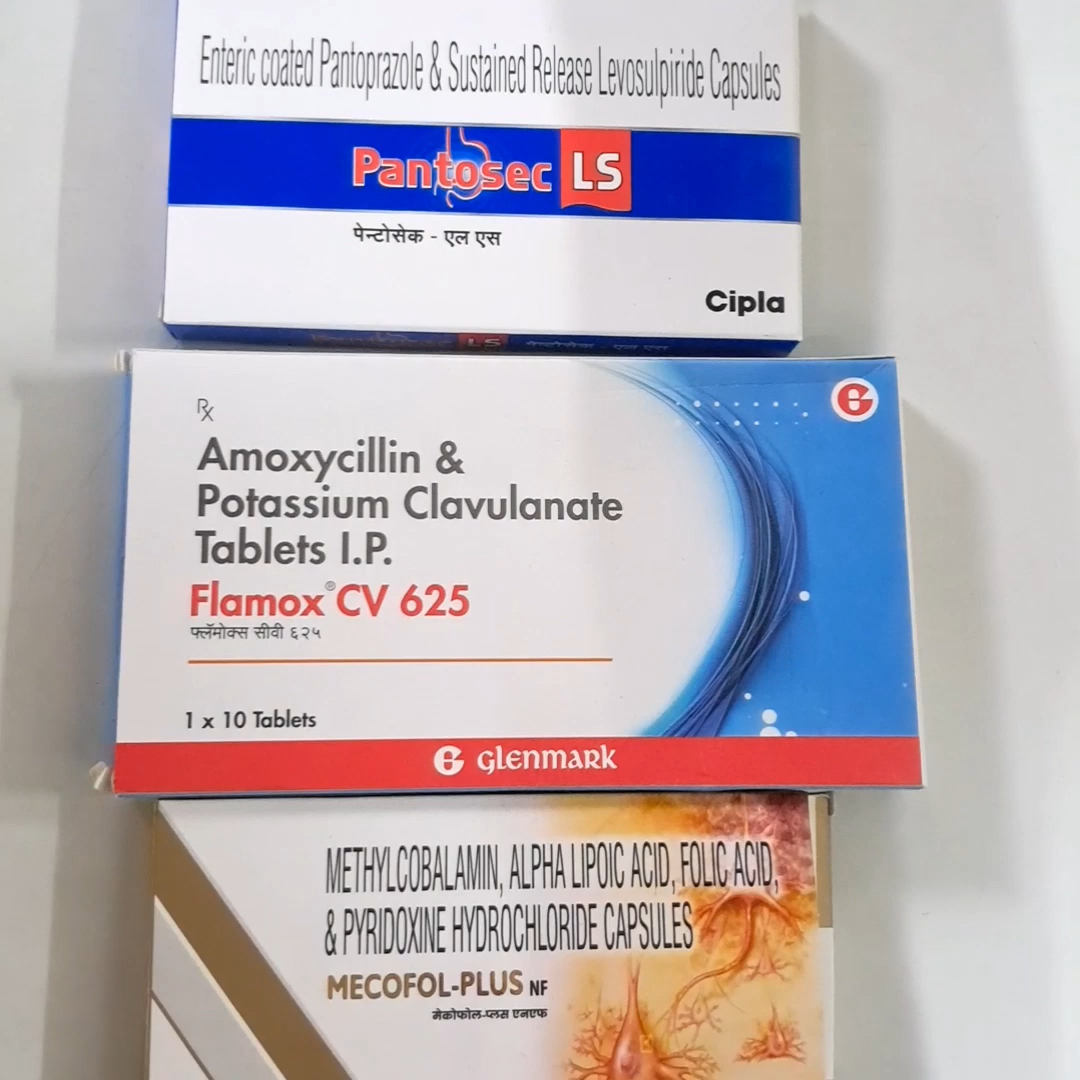 Enteric coated Pantoprazole & Sustained Release Levosulpiride Capsules
Pantosec LS
पेन्टोसेक - एल एस
Cipla
LS
Rx
Amoxycillin &
Potassium Clavulanate
Tablets I.P.
Flamox® CV 625
फ्लॅमोक्स सीवी ६२५
1 x 10 Tablets
G glenmark
METHYLCOBALAMIN, ALPHA LIPOIC ACID, FOLIC ACID,
& PYRIDOXINE HYDROCHLORIDE CAPSULES
MECOFOL-PLUS NF
मेकोफोल-प्लस एनएफ